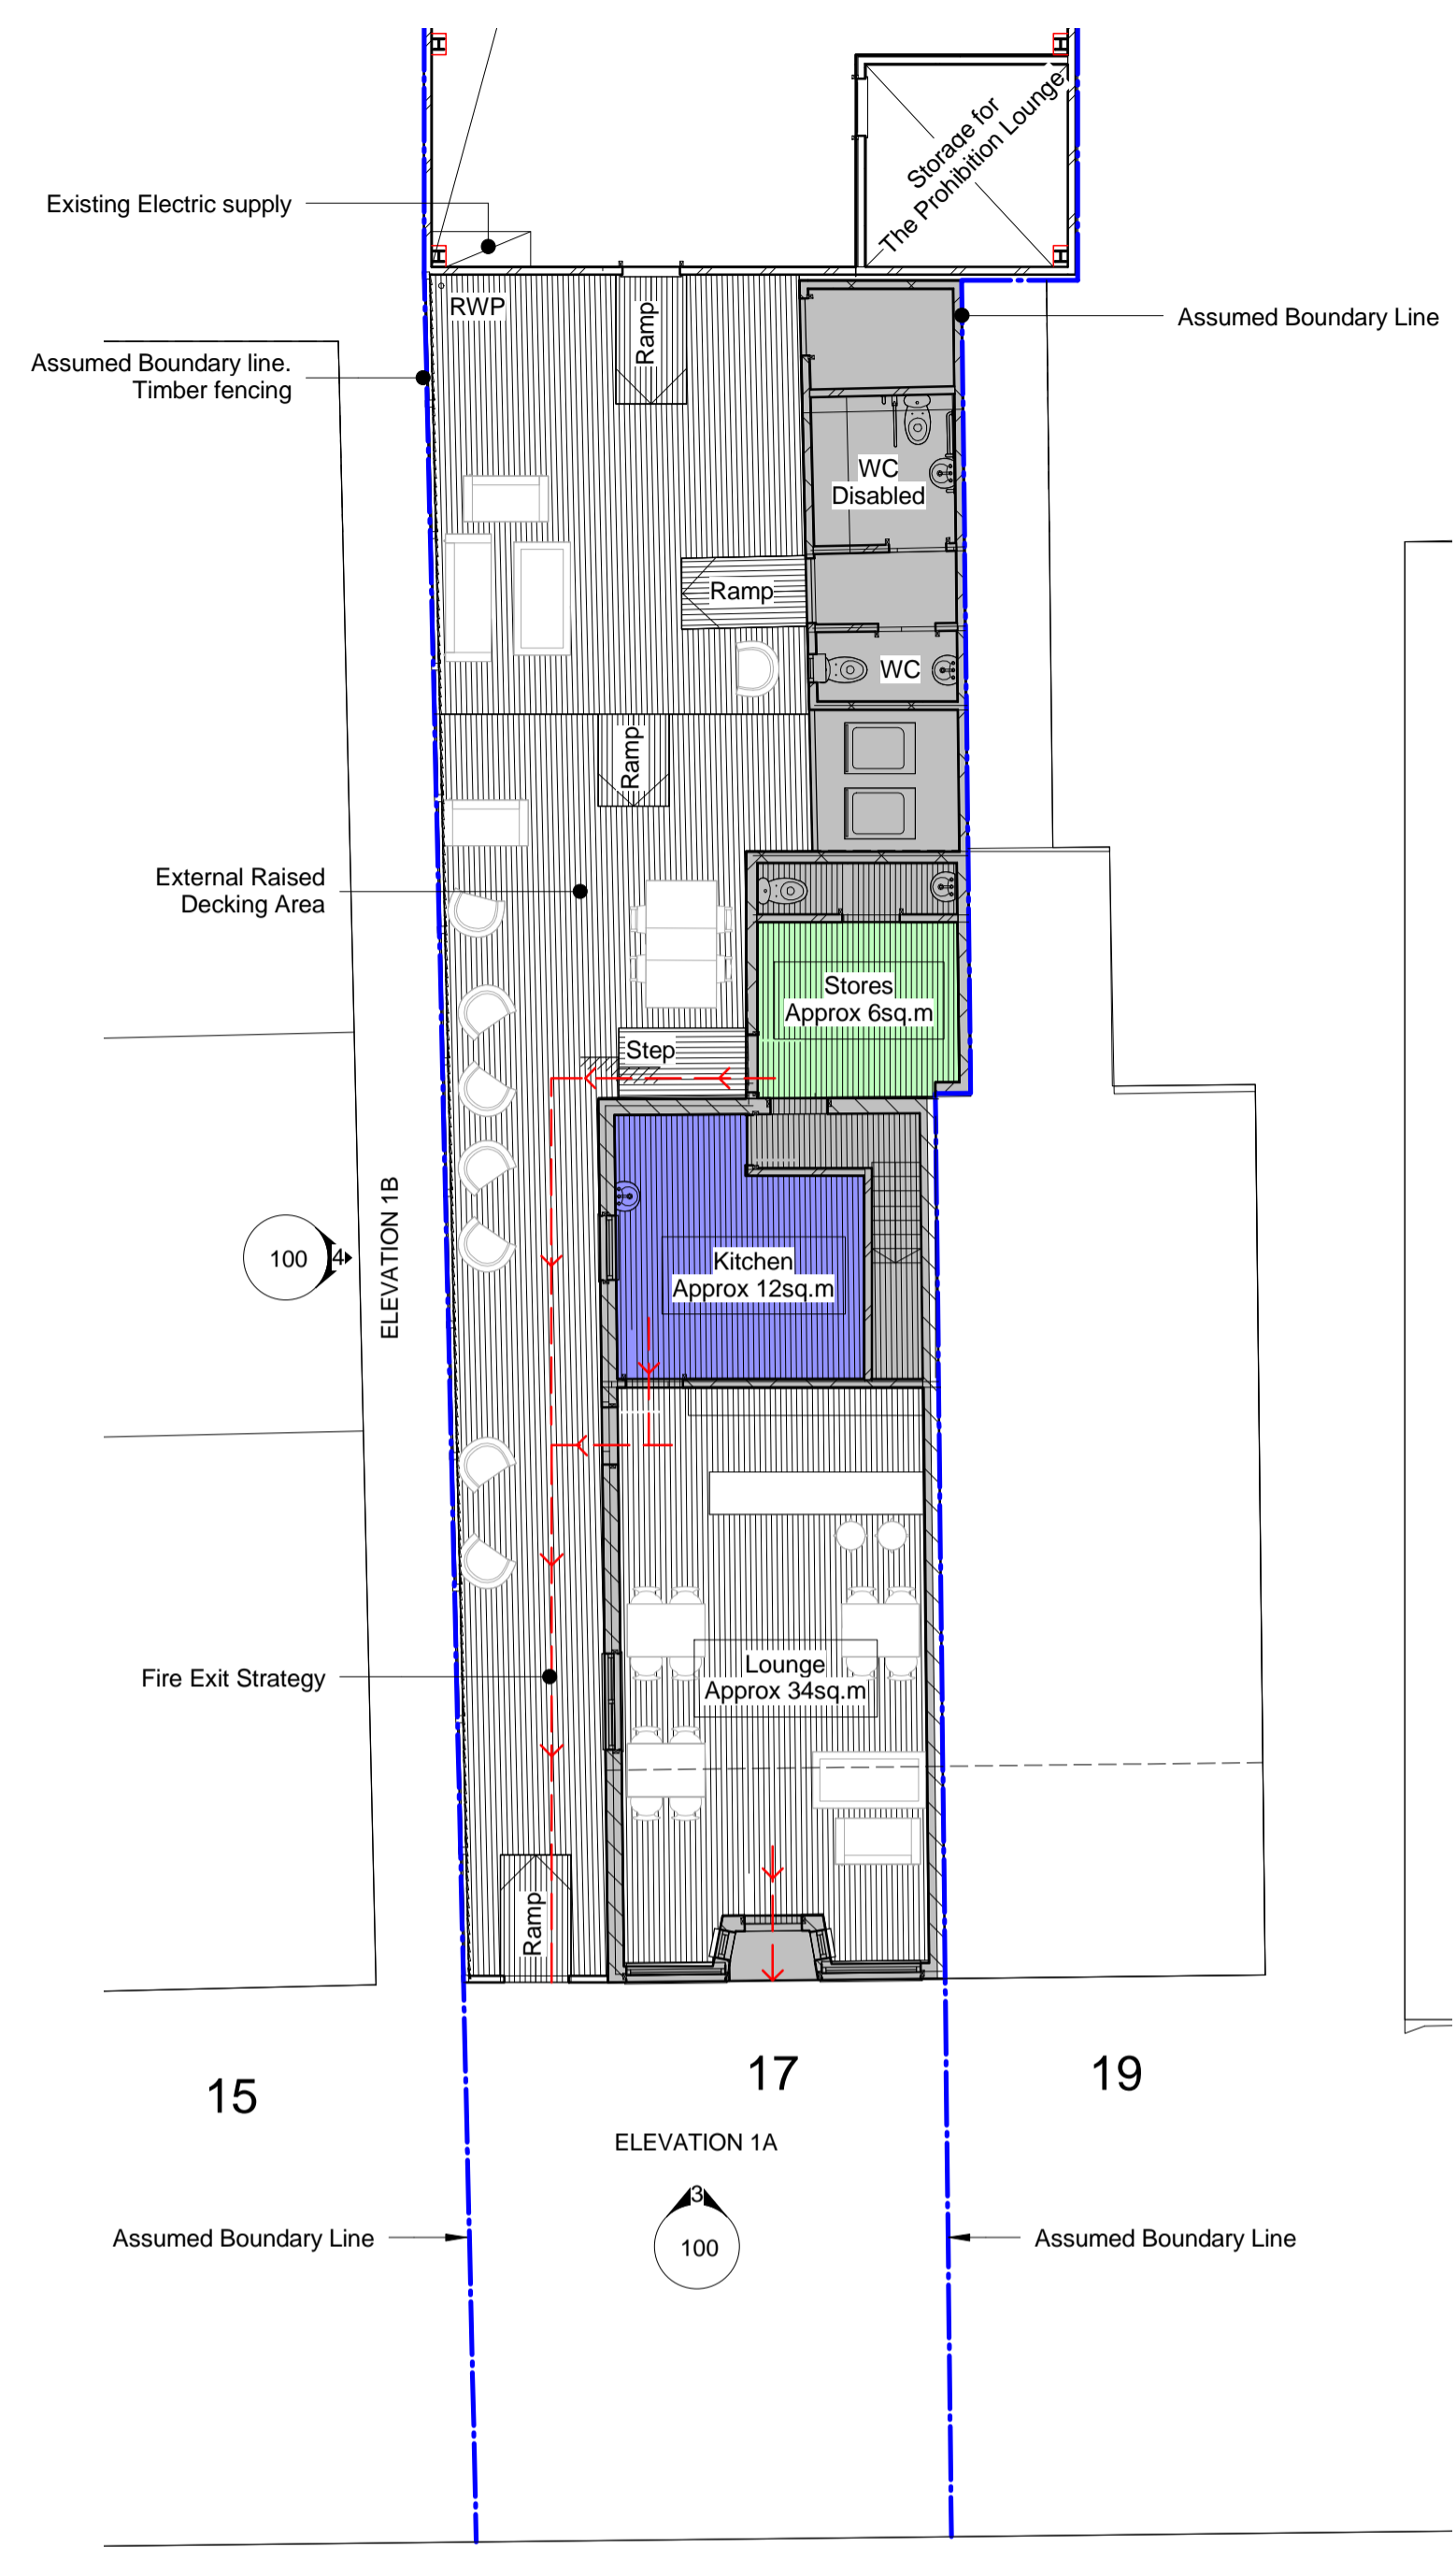 Storage for
The Prohibition Lounge
Existing Electric supply
RWP
Ramp
Assumed Boundary Line
Assumed Boundary line.
Timber fencing
WC
Disabled
Ramp
WC
Ramp
External Raised
Decking Area
Stores
Approx 6sq.m
Step
ELEVATION 1B
100
4
Kitchen
Approx 12sq.m
Fire Exit Strategy
Lounge
Approx 34sq.m
Ramp
15
17
19
ELEVATION 1A
3
100
Assumed Boundary Line
Assumed Boundary Line